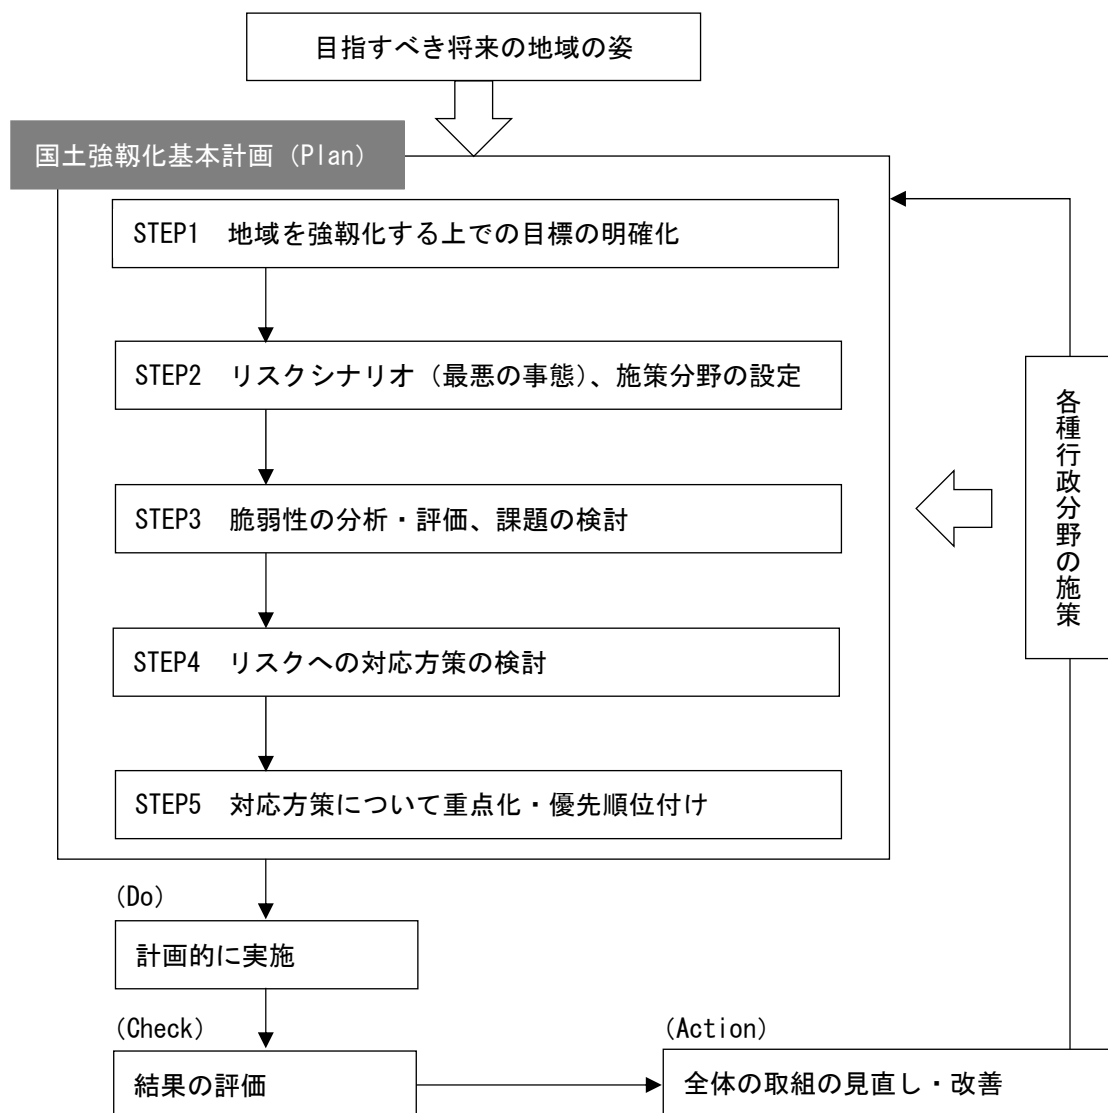 目指すべき将来の地域の姿
国土強靱化基本計画（Plan）
STEP1 地域を強靱化する上での目標の明確化
STEP2 リスクシナリオ（最悪の事態）、施策分野の設定
STEP3 脆弱性の分析・評価、課題の検討
STEP4 リスクへの対応方策の検討
STEP5 対応方策について重点化・優先順位付け
各種行政分野の施策
（Do）
計画的に実施
（Check）
結果の評価
（Action）
全体の取組の見直し・改善